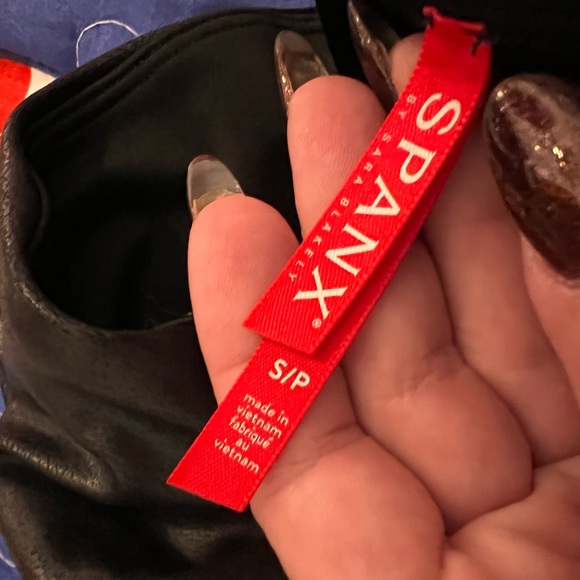 SPANX®
BY SARA BLAKELY
S/P
made in
vietnam
fabriqué
au
vietnam